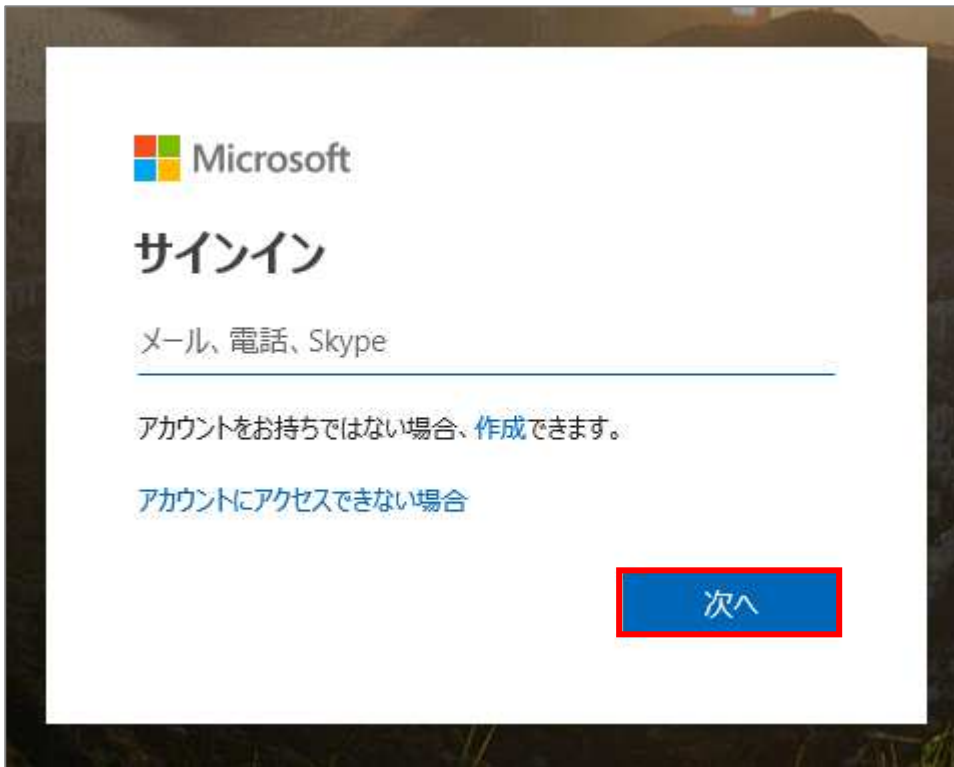 Microsoft
サインイン
メール、電話、Skype
アカウントをお持ちではない場合、作成できます。
アカウントにアクセスできない場合
次へ